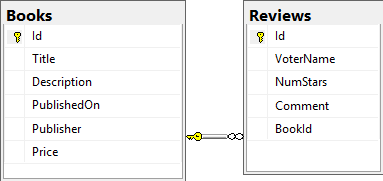 Books
Id
Title
Description
PublishedOn
Publisher
Price
Reviews
Id
VoterName
NumStars
Comment
BookId